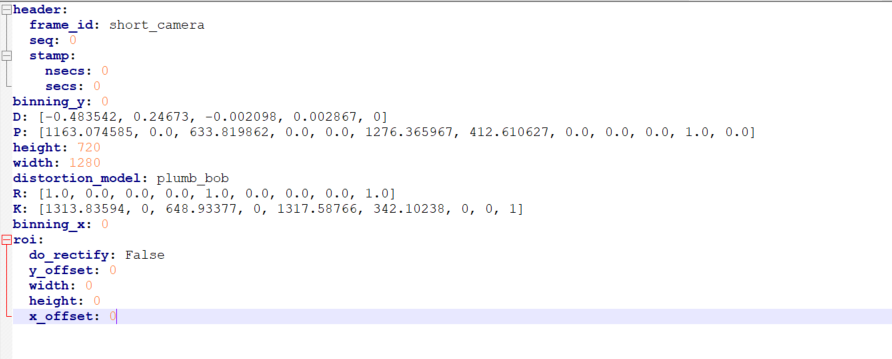 header:
  frame_id: short_camera
  seq: 0
  stamp:
    nsecs: 0
    secs: 0
binning_y: 0
D: [-0.483542, 0.24673, -0.002098, 0.002867, 0]
P: [1163.074585, 0.0, 633.819862, 0.0, 0.0, 1276.365967, 412.610627, 0.0, 0.0, 0.0, 1.0, 0.0]
height: 720
width: 1280
distortion_model: plumb_bob
R: [1.0, 0.0, 0.0, 0.0, 1.0, 0.0, 0.0, 0.0, 1.0]
K: [1313.83594, 0, 648.93377, 0, 1317.58766, 342.10238, 0, 0, 1]
binning_x: 0
roi:
  do_rectify: False
  y_offset: 0
  width: 0
  height: 0
  x_offset: 0